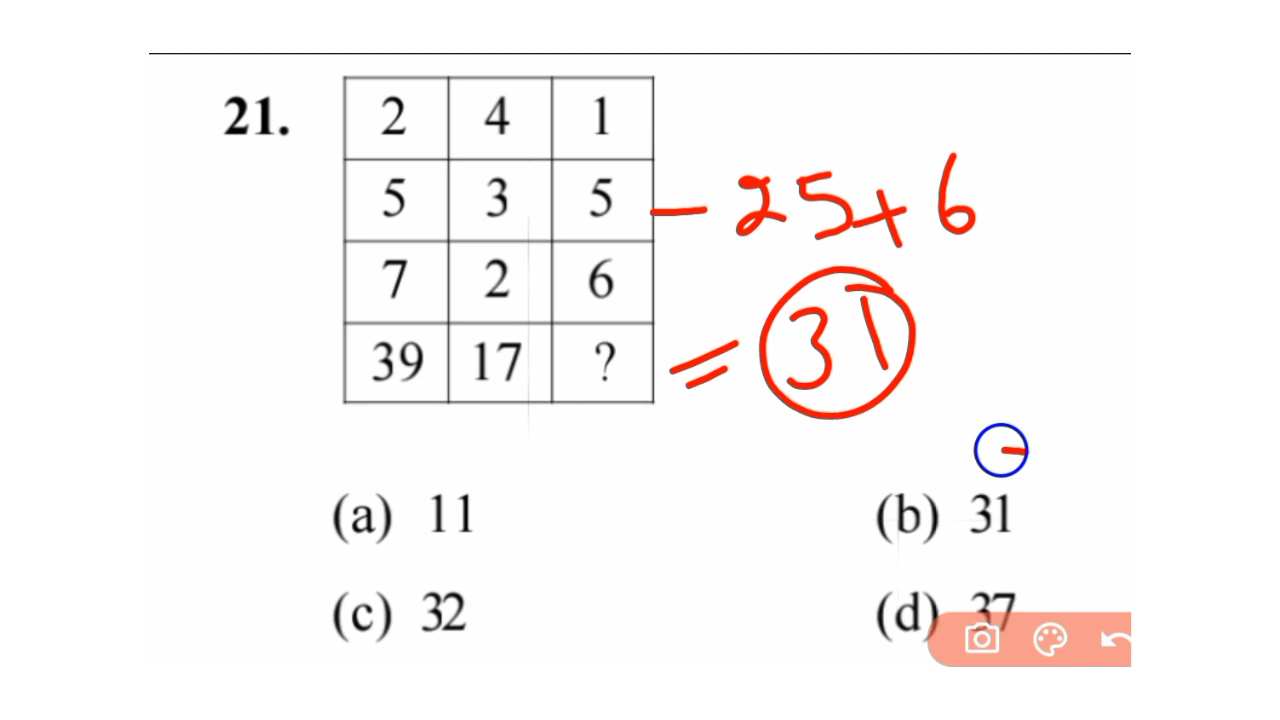 21.
2 4 1
5 3 5 - 25 + 6
7 2 6
39 17 ? = 31
(a) 11 (b) 31
(c) 32 (d) 37